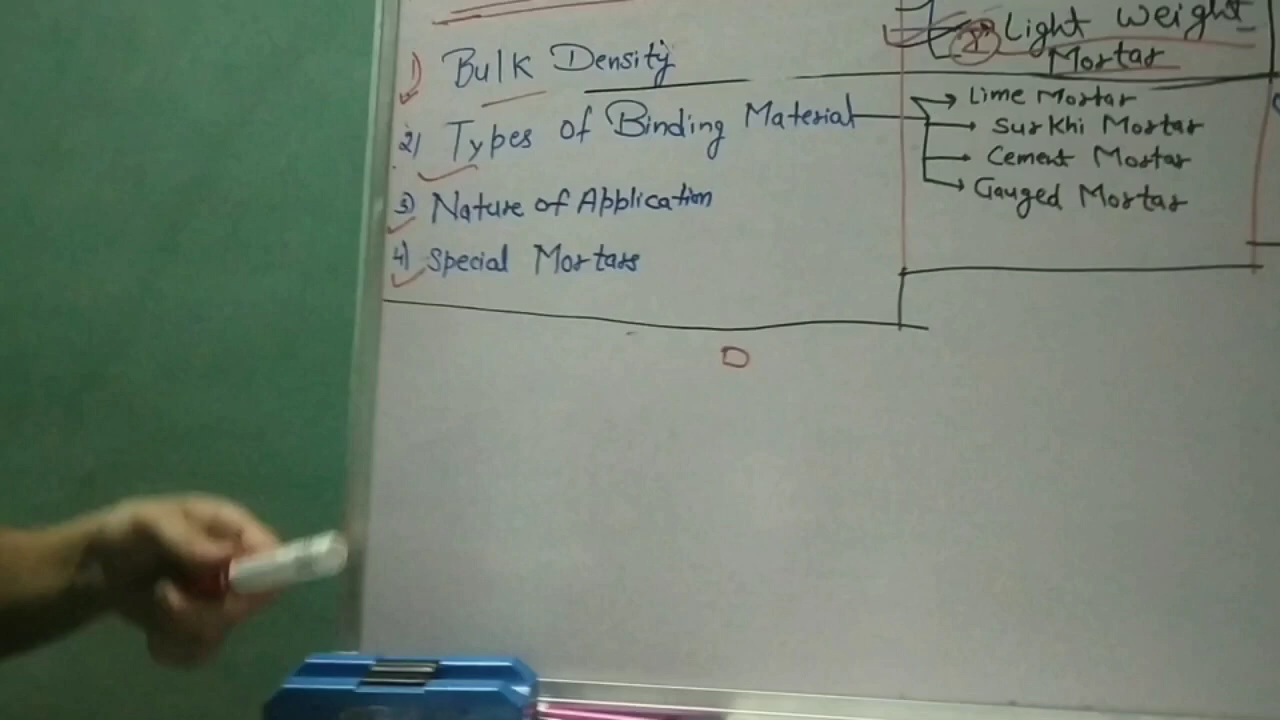 Light Weight
Mortar
1) Bulk Density
2) Types of Binding Material
Lime Mortar
Surkhi Mortar
Cement Mortar
Gauged Mortar
3) Nature of Application
4) Special Mortars